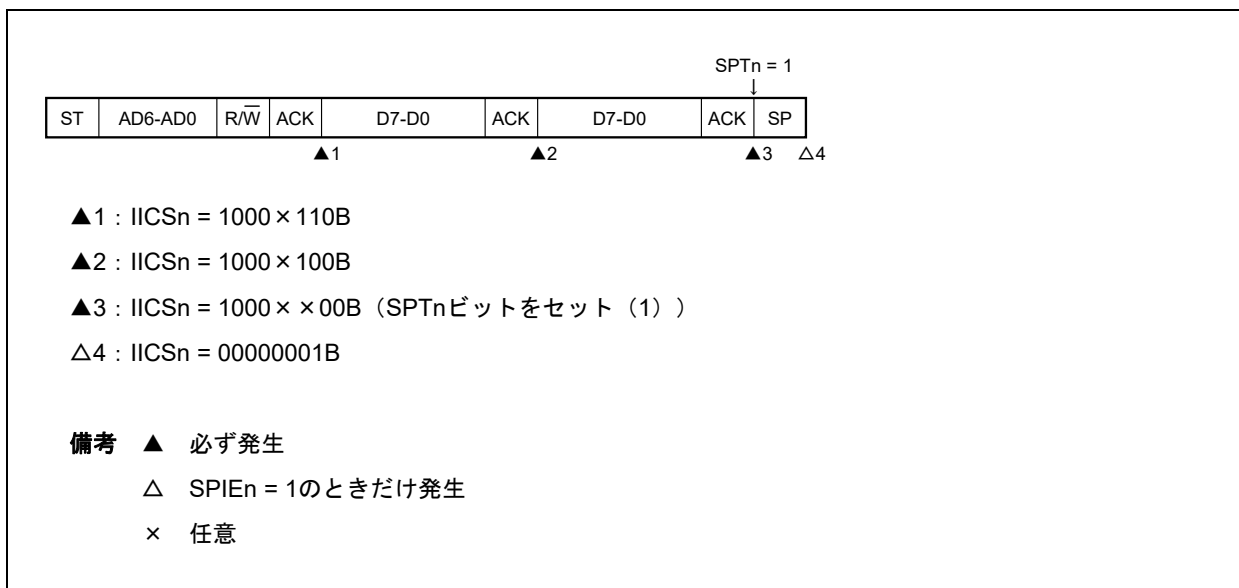 SPTn = 1
↓
ST AD6-AD0 R/W̅ ACK D7-D0 ACK D7-D0 ACK SP
▲1 ▲2 ▲3 △4
▲1：IICSn = 1000×110B
▲2：IICSn = 1000×100B
▲3：IICSn = 1000××00B（SPTnビットをセット（1））
△4：IICSn = 00000001B
備考 ▲ 必ず発生
△ SPIEn = 1のときだけ発生
× 任意